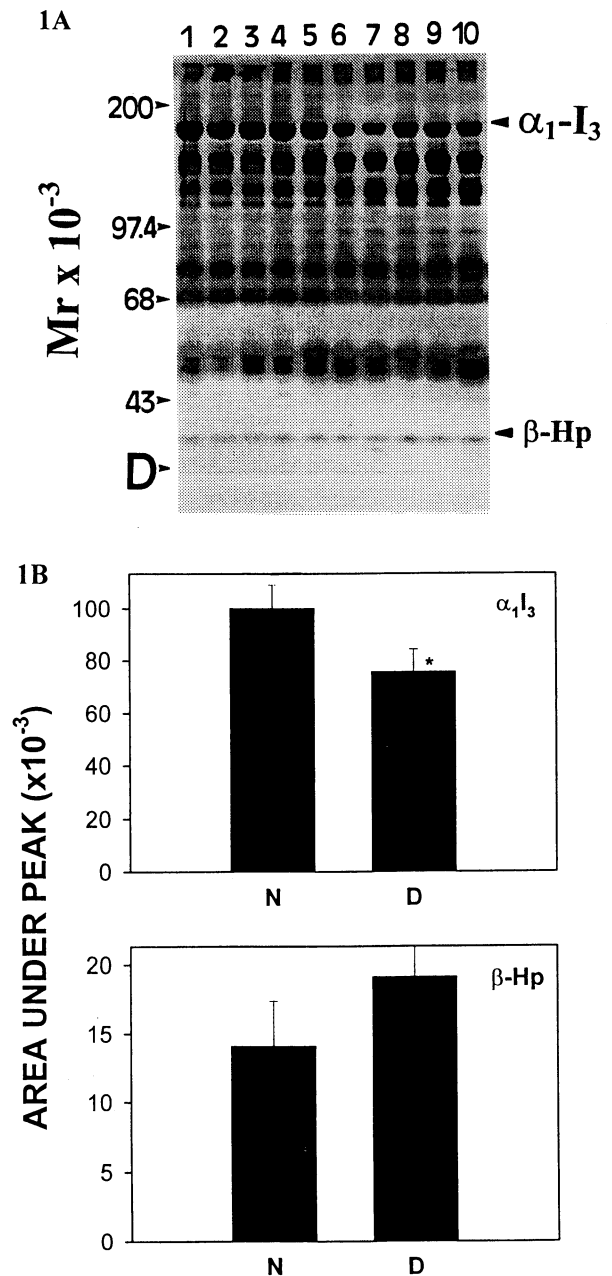 1A
1 2 3 4 5 6 7 8 9 10
200
α₁-I₃
97.4
68
43
β-Hp
D
Mr x 10⁻³
1B
α₁I₃
100
80
60
40
20
0
N D
β-Hp
20
15
10
5
0
N D
*
AREA UNDER PEAK (x10⁻³)